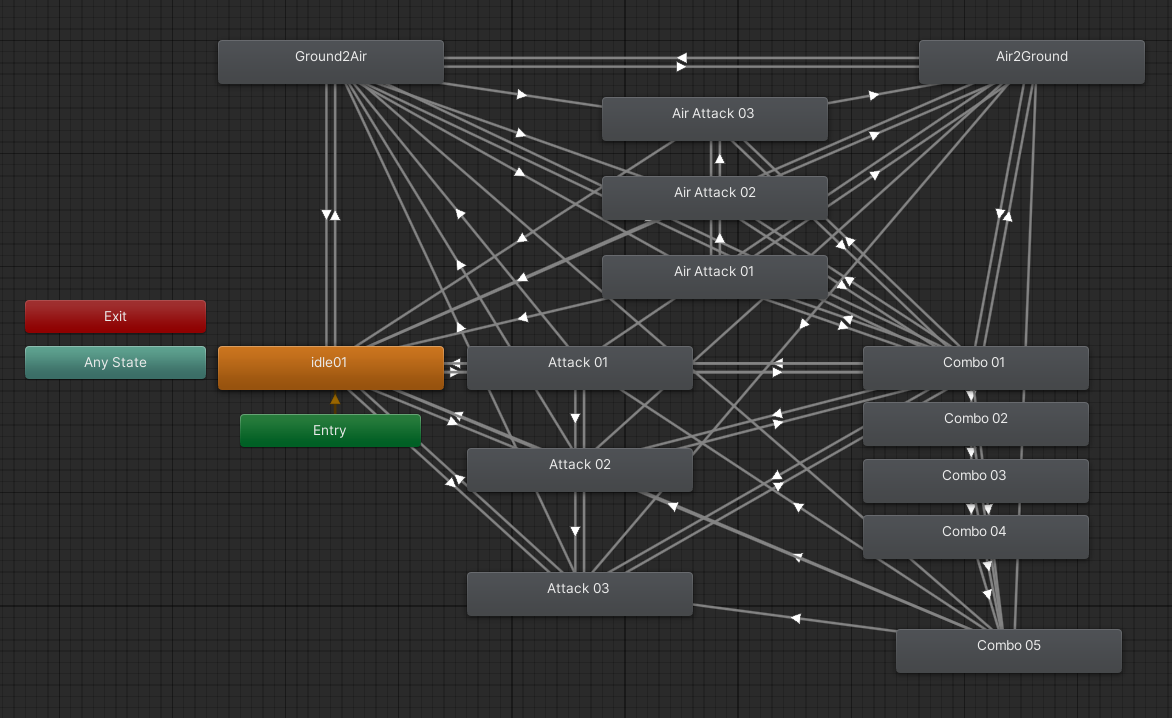 Ground2Air
Air2Ground
Air Attack 03
Air Attack 02
Air Attack 01
Exit
Any State
idle01
Attack 01
Combo 01
Entry
Combo 02
Attack 02
Combo 03
Combo 04
Attack 03
Combo 05